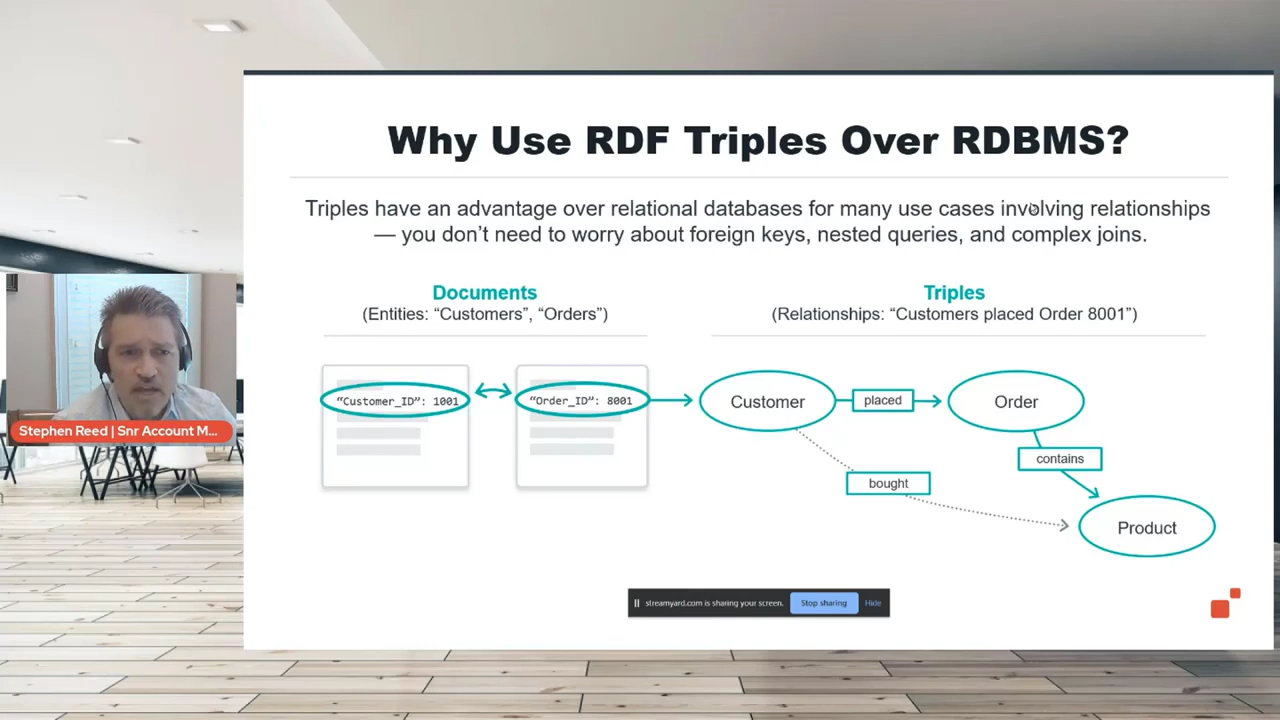 Why Use RDF Triples Over RDBMS?
Triples have an advantage over relational databases for many use cases involving relationships
— you don’t need to worry about foreign keys, nested queries, and complex joins.
Documents
(Entities: “Customers”, “Orders”)
Triples
(Relationships: “Customers placed Order 8001”)
“Customer_ID”: 1001
“Order_ID”: 8001
Customer
placed
Order
contains
bought
Product
Stephen Reed | Snr Account M...
streamyard.com is sharing your screen.
Stop sharing
Hide